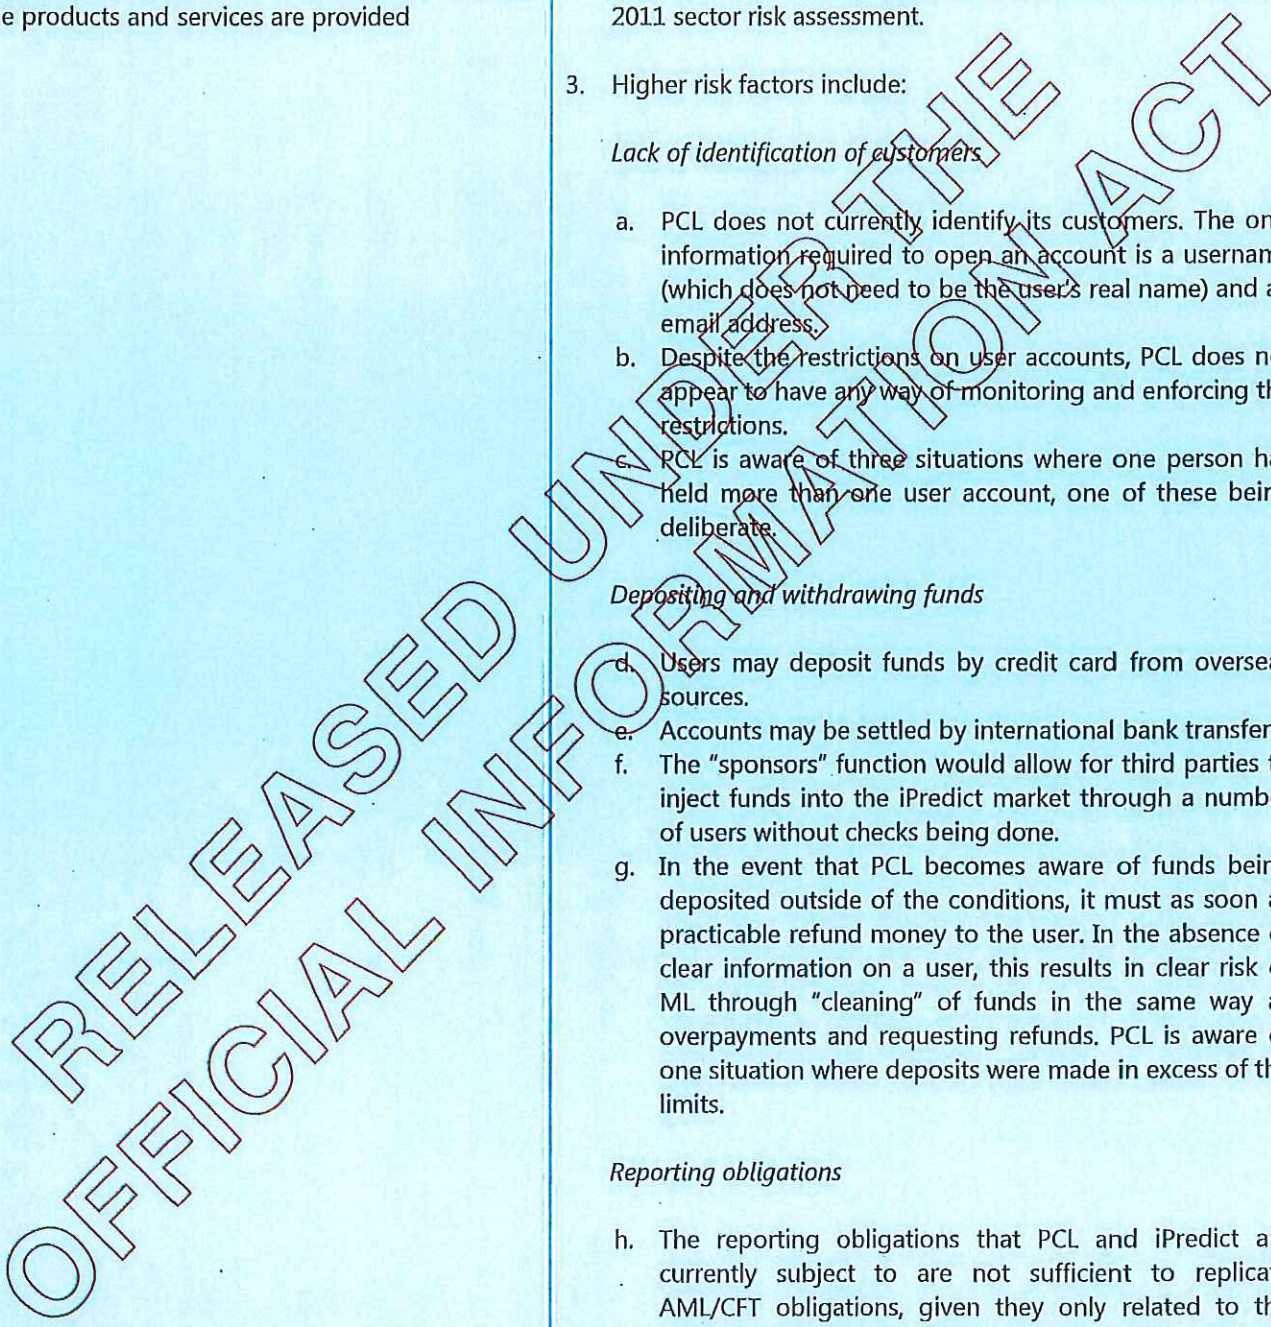 e products and services are provided
2011 sector risk assessment.
3. Higher risk factors include:
Lack of identification of customers
a. PCL does not currently identify its customers. The on
information required to open an account is a usernam
(which does not need to be the user's real name) and a
email address.
b. Despite the restrictions on user accounts, PCL does n
appear to have any way of monitoring and enforcing th
restrictions.
c. PCL is aware of three situations where one person ha
held more than one user account, one of these bein
deliberate.
Depositing and withdrawing funds
d. Users may deposit funds by credit card from oversea
sources.
e. Accounts may be settled by international bank transfer
f. The "sponsors" function would allow for third parties t
inject funds into the iPredict market through a numb
of users without checks being done.
g. In the event that PCL becomes aware of funds bein
deposited outside of the conditions, it must as soon a
practicable refund money to the user. In the absence
clear information on a user, this results in clear risk
ML through "cleaning" of funds in the same way a
overpayments and requesting refunds. PCL is aware
one situation where deposits were made in excess of th
limits.
Reporting obligations
h. The reporting obligations that PCL and iPredict a
currently subject to are not sufficient to replicat
AML/CFT obligations, given they only related to th
RELEASED UNDER THE
OFFICIAL INFORMATION ACT